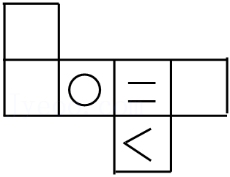 ○ =
<